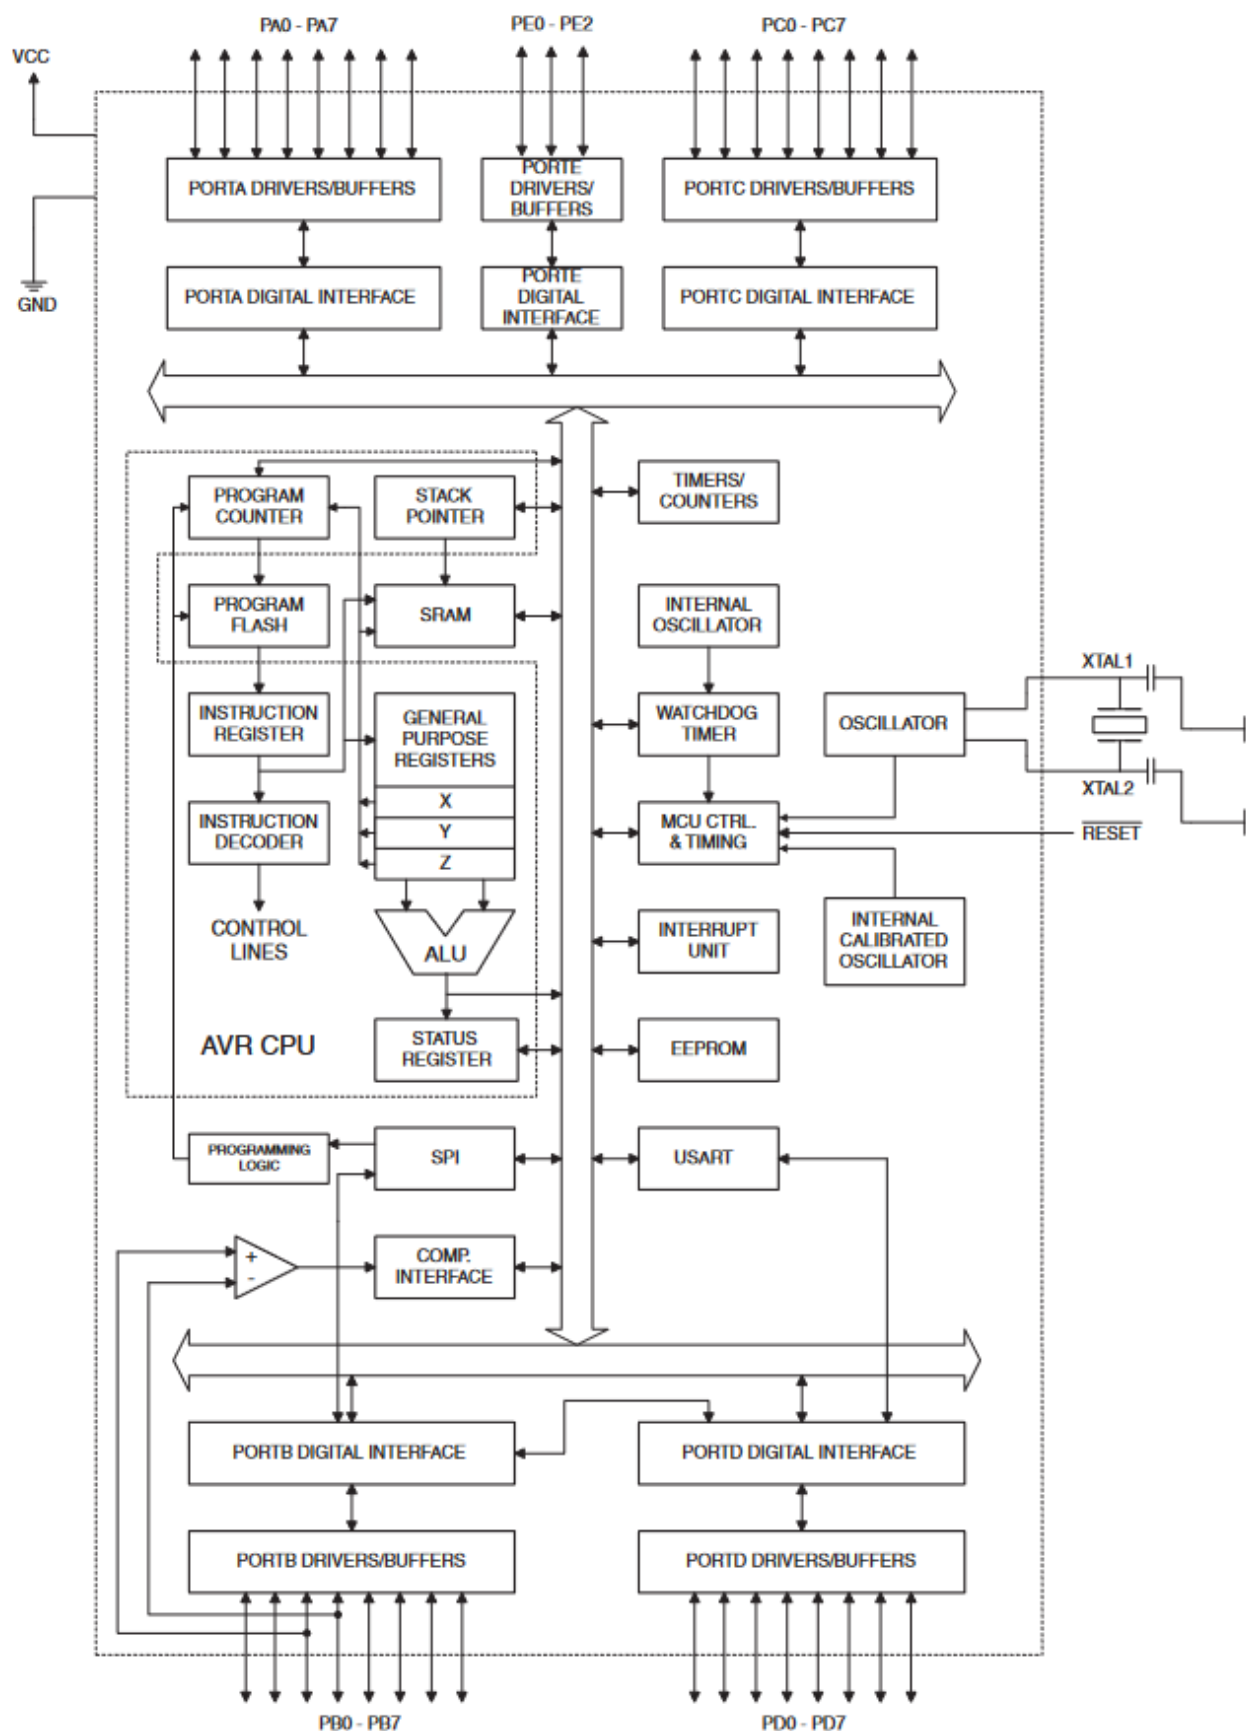 PA0 - PA7
PE0 - PE2
PC0 - PC7
VCC
PORTA DRIVERS/BUFFERS
PORTE
DRIVERS/
BUFFERS
PORTC DRIVERS/BUFFERS
GND
PORTA DIGITAL INTERFACE
PORTE
DIGITAL
INTERFACE
PORTC DIGITAL INTERFACE
PROGRAM
COUNTER
STACK
POINTER
TIMERS/
COUNTERS
PROGRAM
FLASH
SRAM
INTERNAL
OSCILLATOR
XTAL1
INSTRUCTION
REGISTER
GENERAL
PURPOSE
REGISTERS
WATCHDOG
TIMER
OSCILLATOR
XTAL2
X
Y
Z
INSTRUCTION
DECODER
MCU CTRL.
& TIMING
RESET
CONTROL
LINES
ALU
INTERRUPT
UNIT
INTERNAL
CALIBRATED
OSCILLATOR
AVR CPU
STATUS
REGISTER
EEPROM
PROGRAMMING
LOGIC
SPI
USART
+
-
COMP.
INTERFACE
PORTB DIGITAL INTERFACE
PORTD DIGITAL INTERFACE
PORTB DRIVERS/BUFFERS
PORTD DRIVERS/BUFFERS
PB0 - PB7
PD0 - PD7